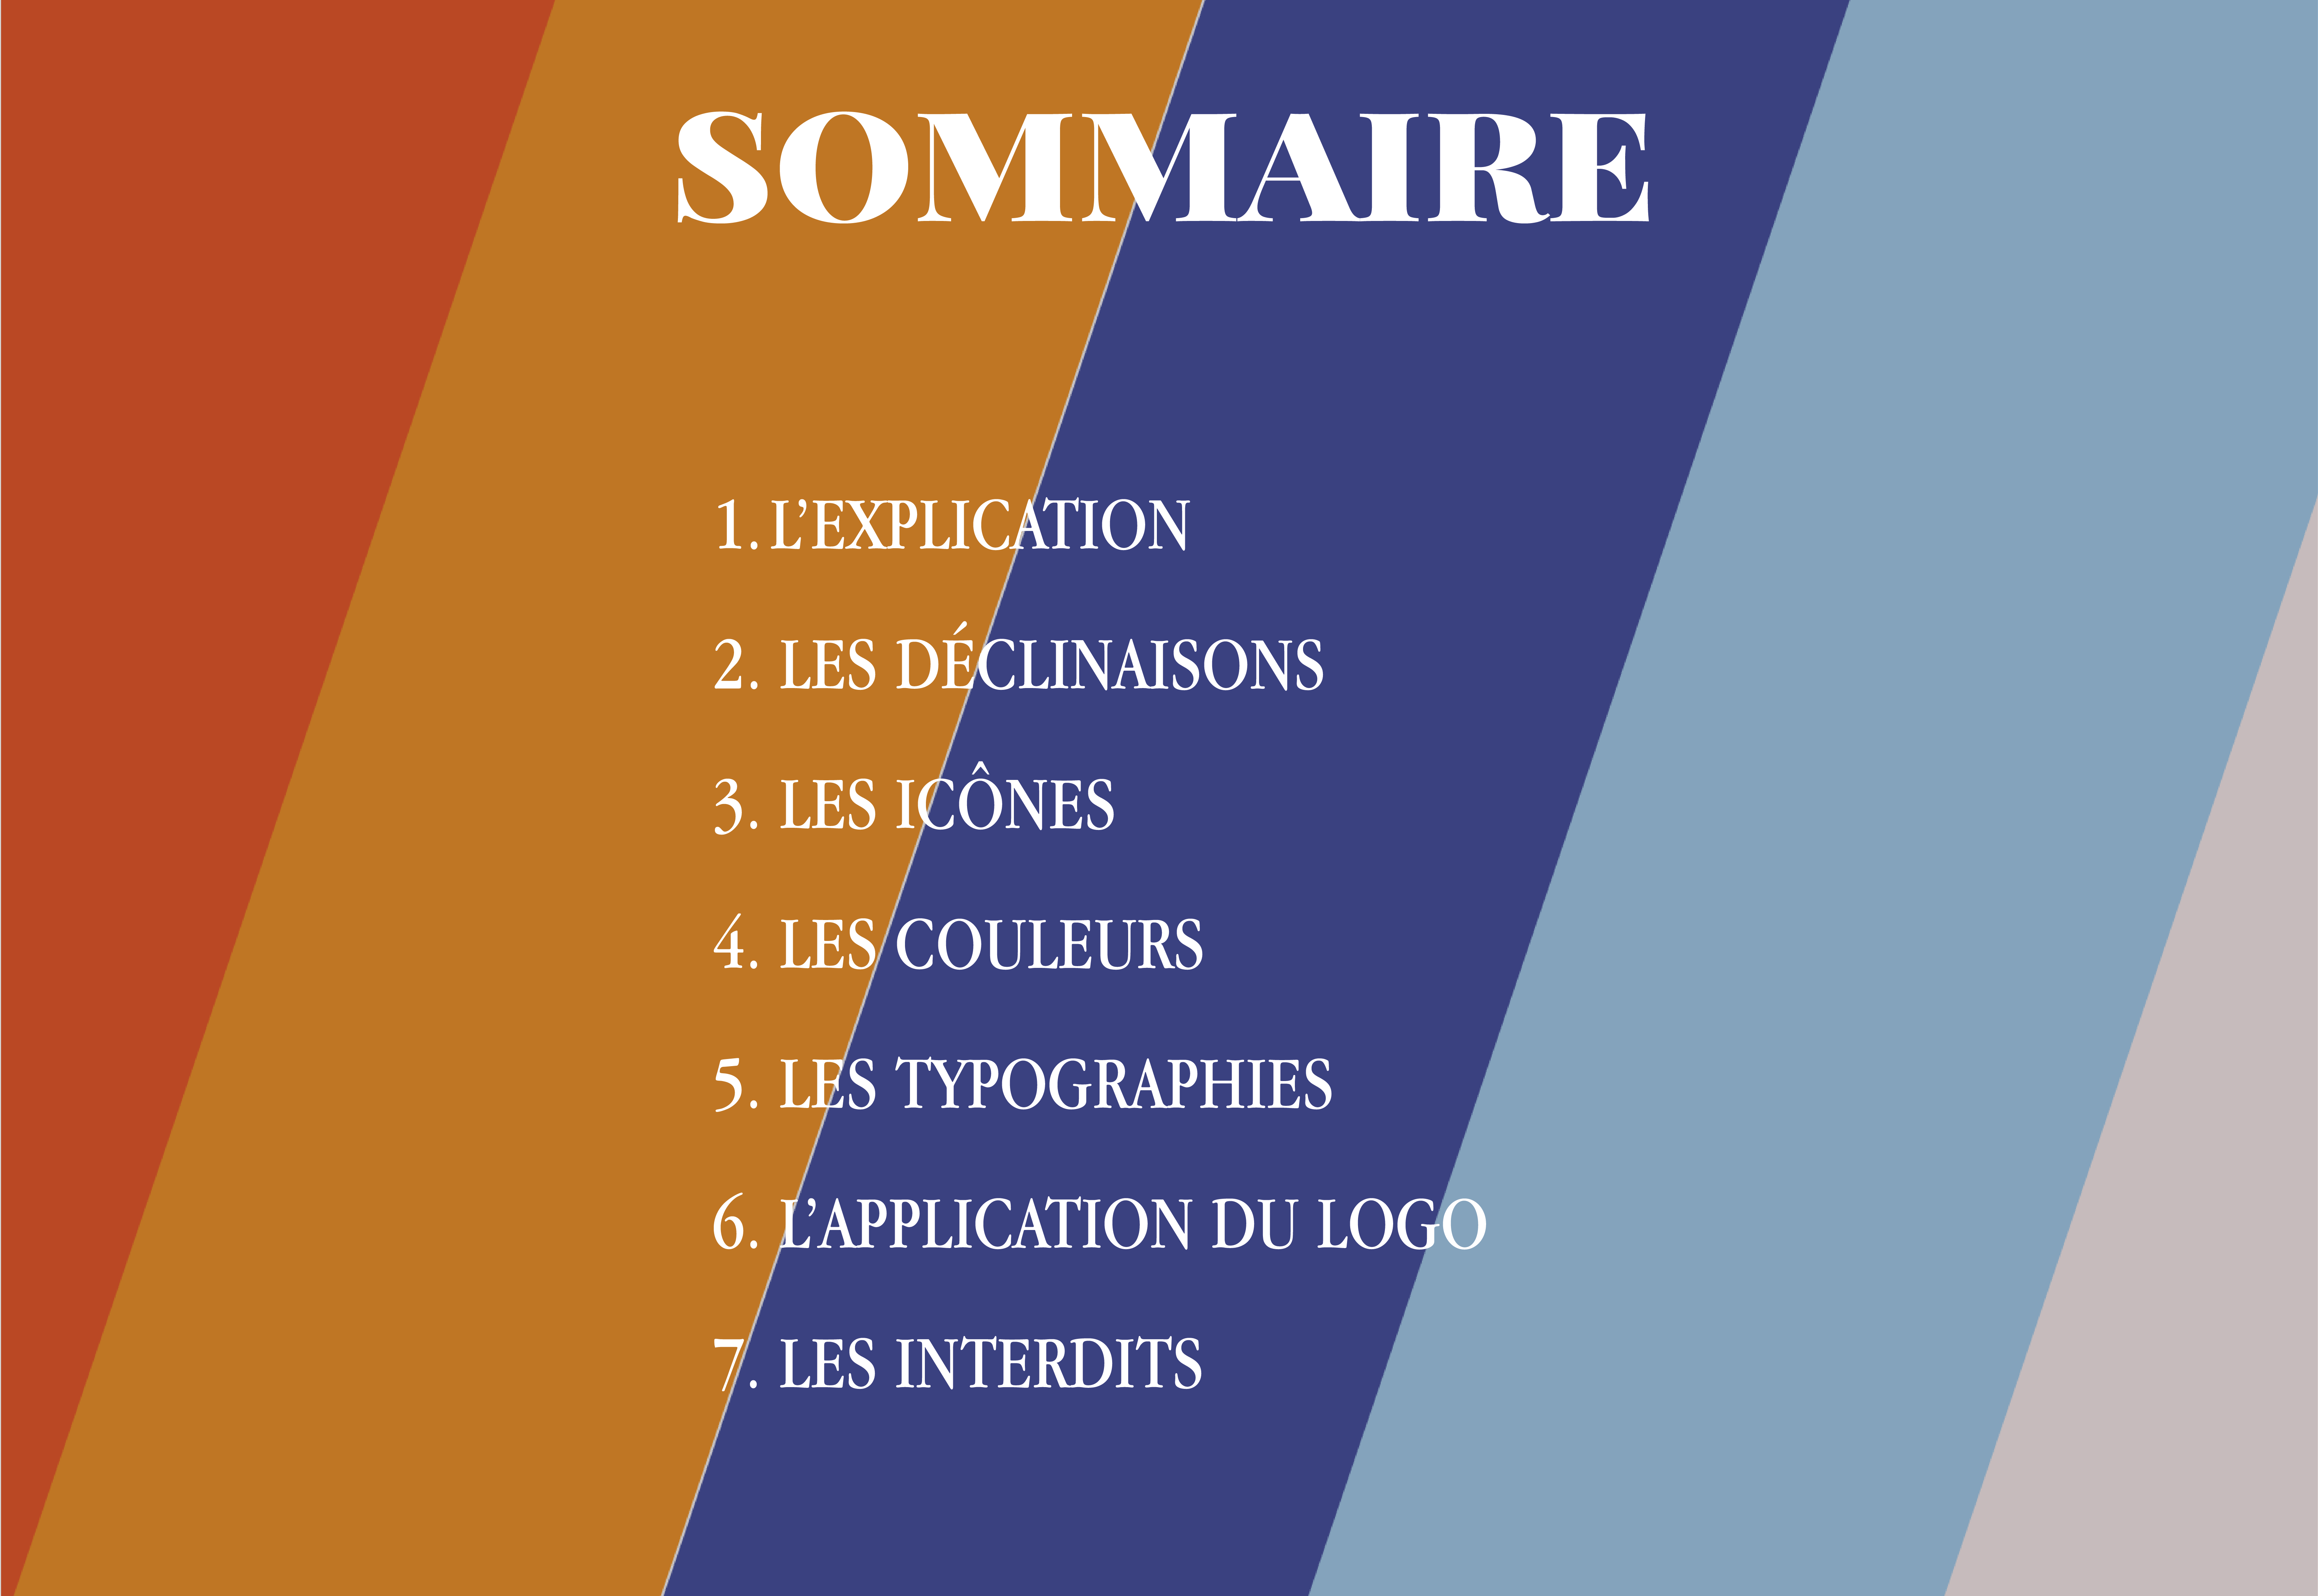 SOMMAIRE
1. L’EXPLICATION
2. LES DÉCLINAISONS
3. LES ICÔNES
4. LES COULEURS
5. LES TYPOGRAPHIES
6. L’APPLICATION DU LOGO
7. LES INTERDITS